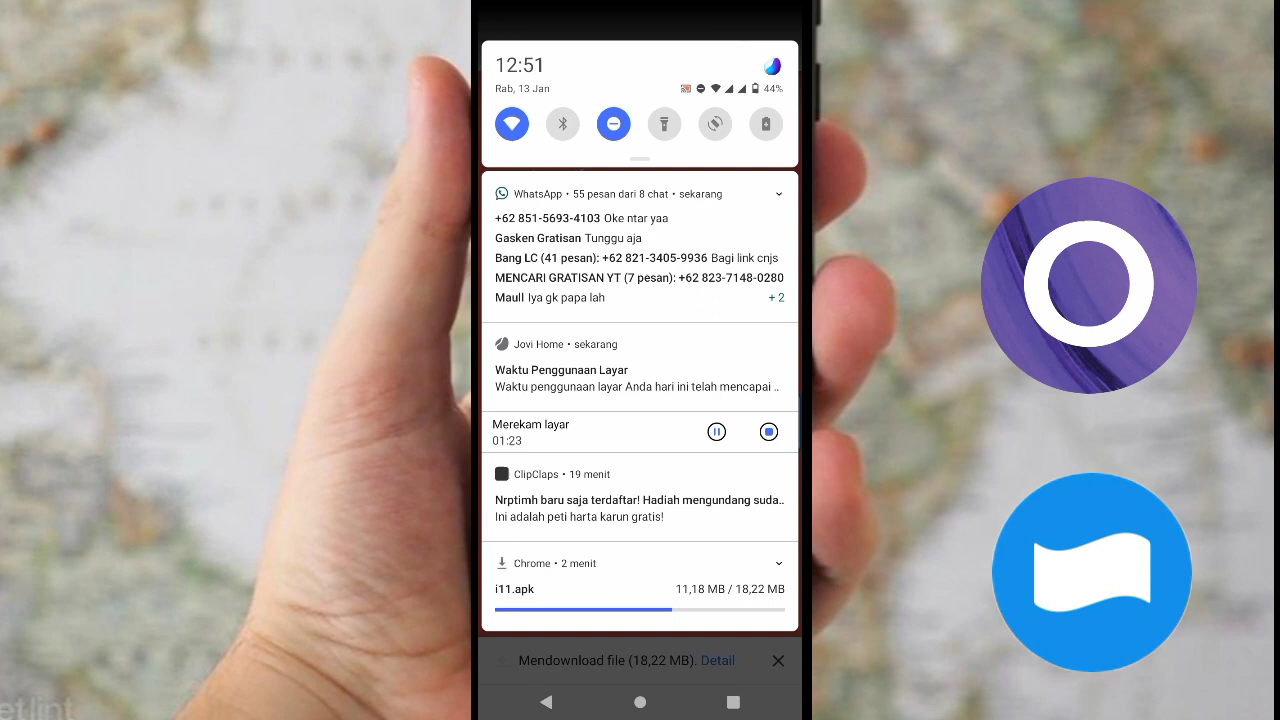 12:51
Rab, 13 Jan
44%
WhatsApp • 55 pesan dari 8 chat • sekarang
+62 851-5693-4103 Oke ntar yaa
Gasken Gratisan Tunggu aja
Bang LC (41 pesan): +62 821-3405-9936 Bagi link cnjs
MENCARI GRATISAN YT (7 pesan): +62 823-7148-0280
Maull Iya gk papa lah
+ 2
Jovi Home • sekarang
Waktu Penggunaan Layar
Waktu penggunaan layar Anda hari ini telah mencapai ..
Merekam layar
01:23
ClipClaps • 19 menit
Nrptimh baru saja terdaftar! Hadiah mengundang suda..
Ini adalah peti harta karun gratis!
Chrome • 2 menit
i11.apk
11,18 MB / 18,22 MB
Mendownload file (18,22 MB). Detail